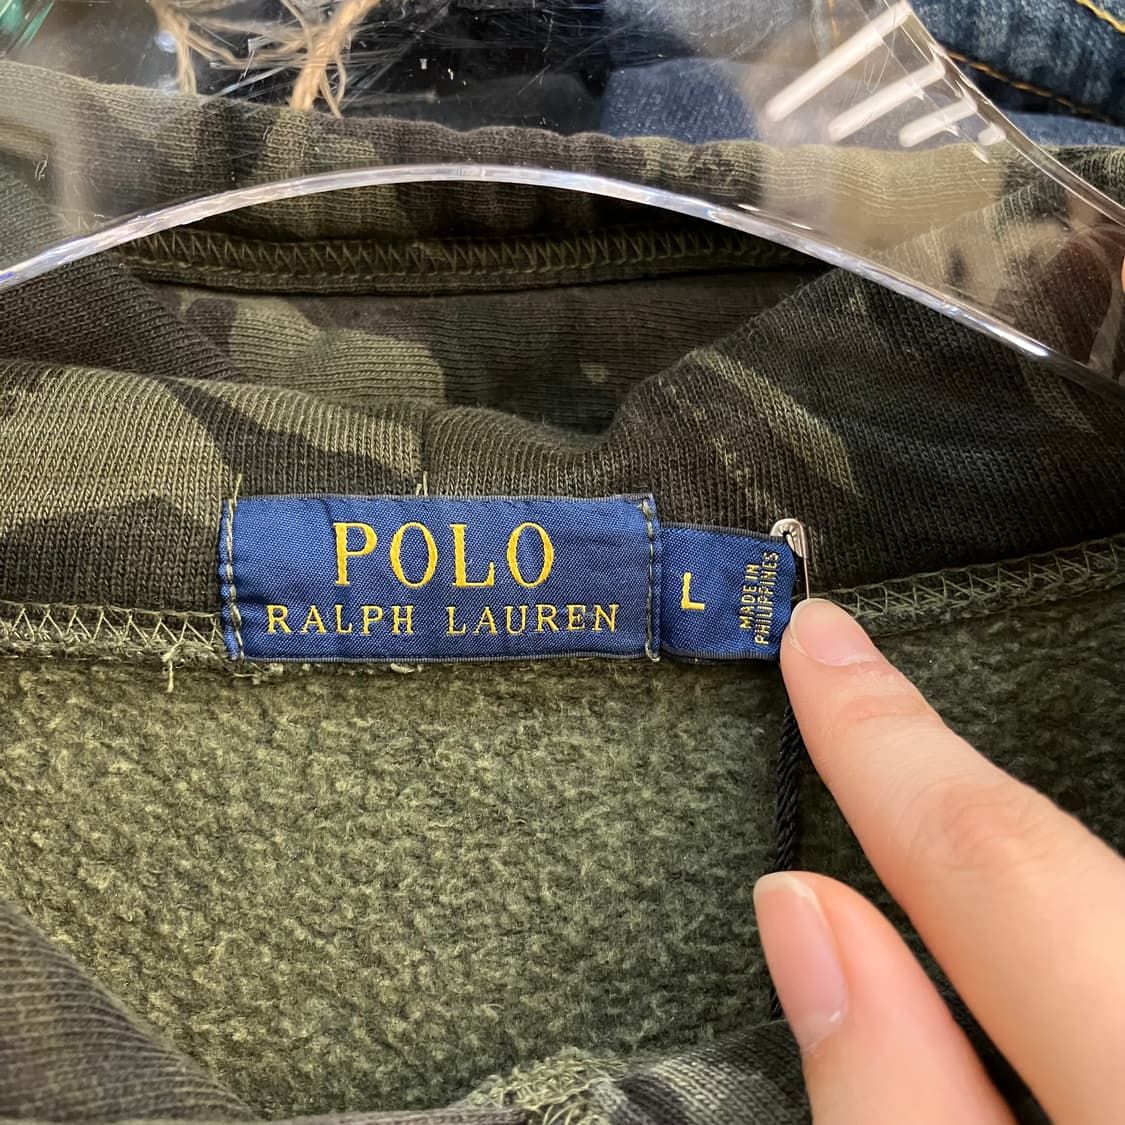 POLO
RALPH LAUREN
L
MADE IN
PHILIPPINES